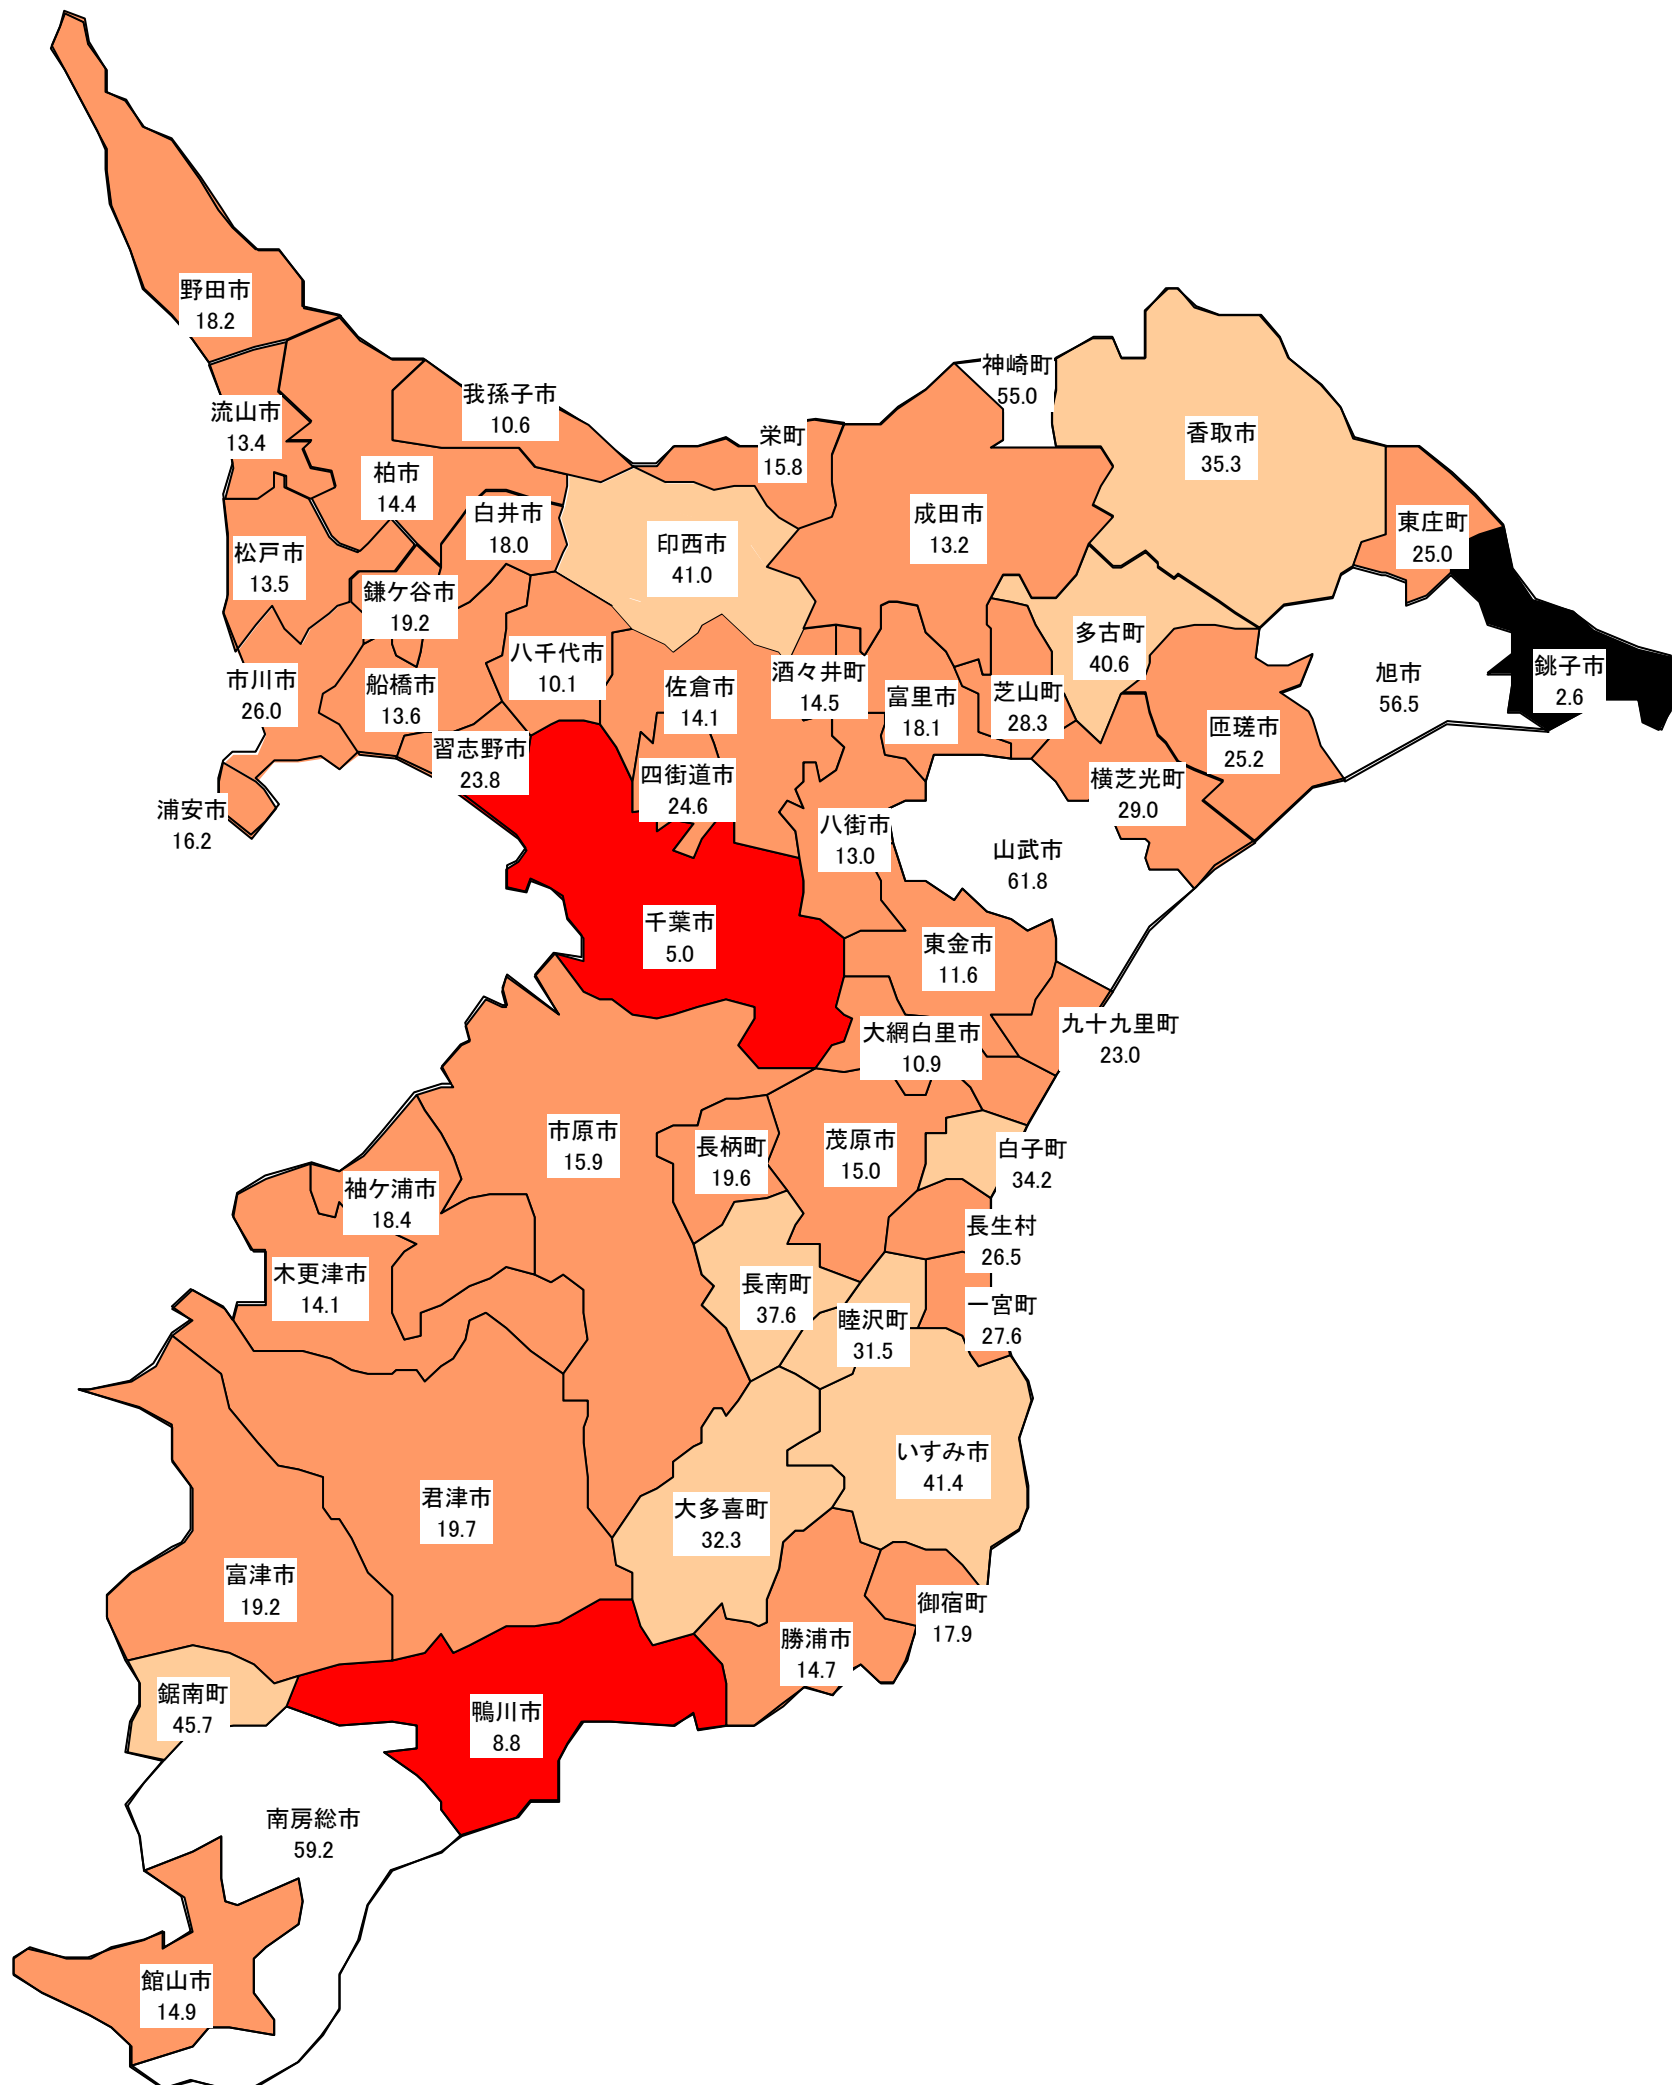 野田市
18.2
神崎町
55.0
流山市
13.4
我孫子市
10.6
栄町
15.8
香取市
35.3
柏市
14.4
白井市
18.0
成田市
13.2
東庄町
25.0
松戸市
13.5
印西市
41.0
鎌ケ谷市
19.2
多古町
40.6
市川市
26.0
船橋市
13.6
八千代市
10.1
佐倉市
14.1
酒々井町
14.5
富里市
18.1
芝山町
28.3
旭市
56.5
銚子市
2.6
習志野市
23.8
四街道市
24.6
匝瑳市
25.2
横芝光町
29.0
浦安市
16.2
八街市
13.0
山武市
61.8
千葉市
5.0
東金市
11.6
大網白里市
10.9
九十九里町
23.0
市原市
15.9
長柄町
19.6
茂原市
15.0
白子町
34.2
袖ケ浦市
18.4
長生村
26.5
木更津市
14.1
長南町
37.6
睦沢町
31.5
一宮町
27.6
いすみ市
41.4
君津市
19.7
大多喜町
32.3
富津市
19.2
御宿町
17.9
勝浦市
14.7
鋸南町
45.7
鴨川市
8.8
南房総市
59.2
館山市
14.9